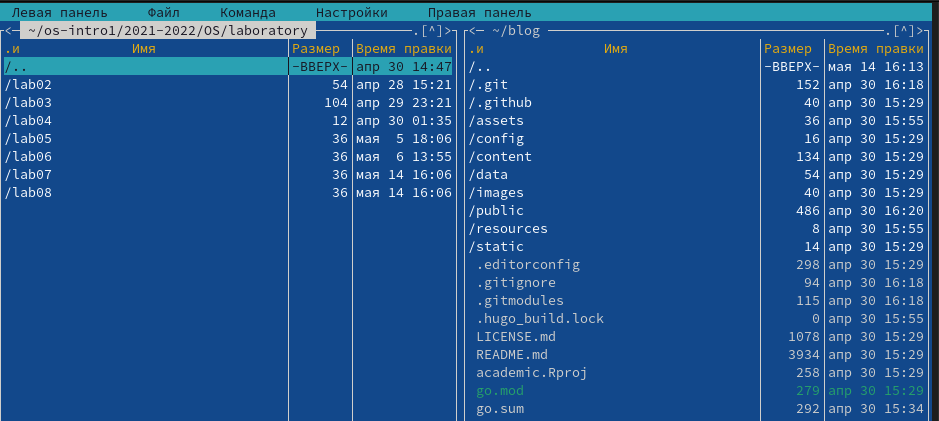 Левая панель Файл Команда Настройки Правая панель
<─ ~/os-intro1/2021-2022/OS/laboratory ─.[^]>
.и Имя Размер Время правки
/.. -ВВЕРХ- апр 30 14:47
/lab02 54 апр 28 15:21
/lab03 104 апр 29 23:21
/lab04 12 апр 30 01:35
/lab05 36 мая 5 18:06
/lab06 36 мая 6 13:55
/lab07 36 мая 14 16:06
/lab08 36 мая 14 16:06
<─ ~/blog ─.[^]>
.и Имя Размер Время правки
/.. -ВВЕРХ- мая 14 16:13
/.git 152 апр 30 16:18
/.github 40 апр 30 15:29
/assets 36 апр 30 15:55
/config 16 апр 30 15:29
/content 134 апр 30 15:29
/data 54 апр 30 15:29
/images 40 апр 30 15:29
/public 486 апр 30 16:20
/resources 8 апр 30 15:55
/static 14 апр 30 15:29
.editorconfig 298 апр 30 15:29
.gitignore 94 апр 30 16:18
.gitmodules 115 апр 30 16:18
.hugo_build.lock 0 апр 30 15:55
LICENSE.md 1078 апр 30 15:29
README.md 3934 апр 30 15:29
academic.Rproj 258 апр 30 15:29
go.mod 279 апр 30 15:29
go.sum 292 апр 30 15:34